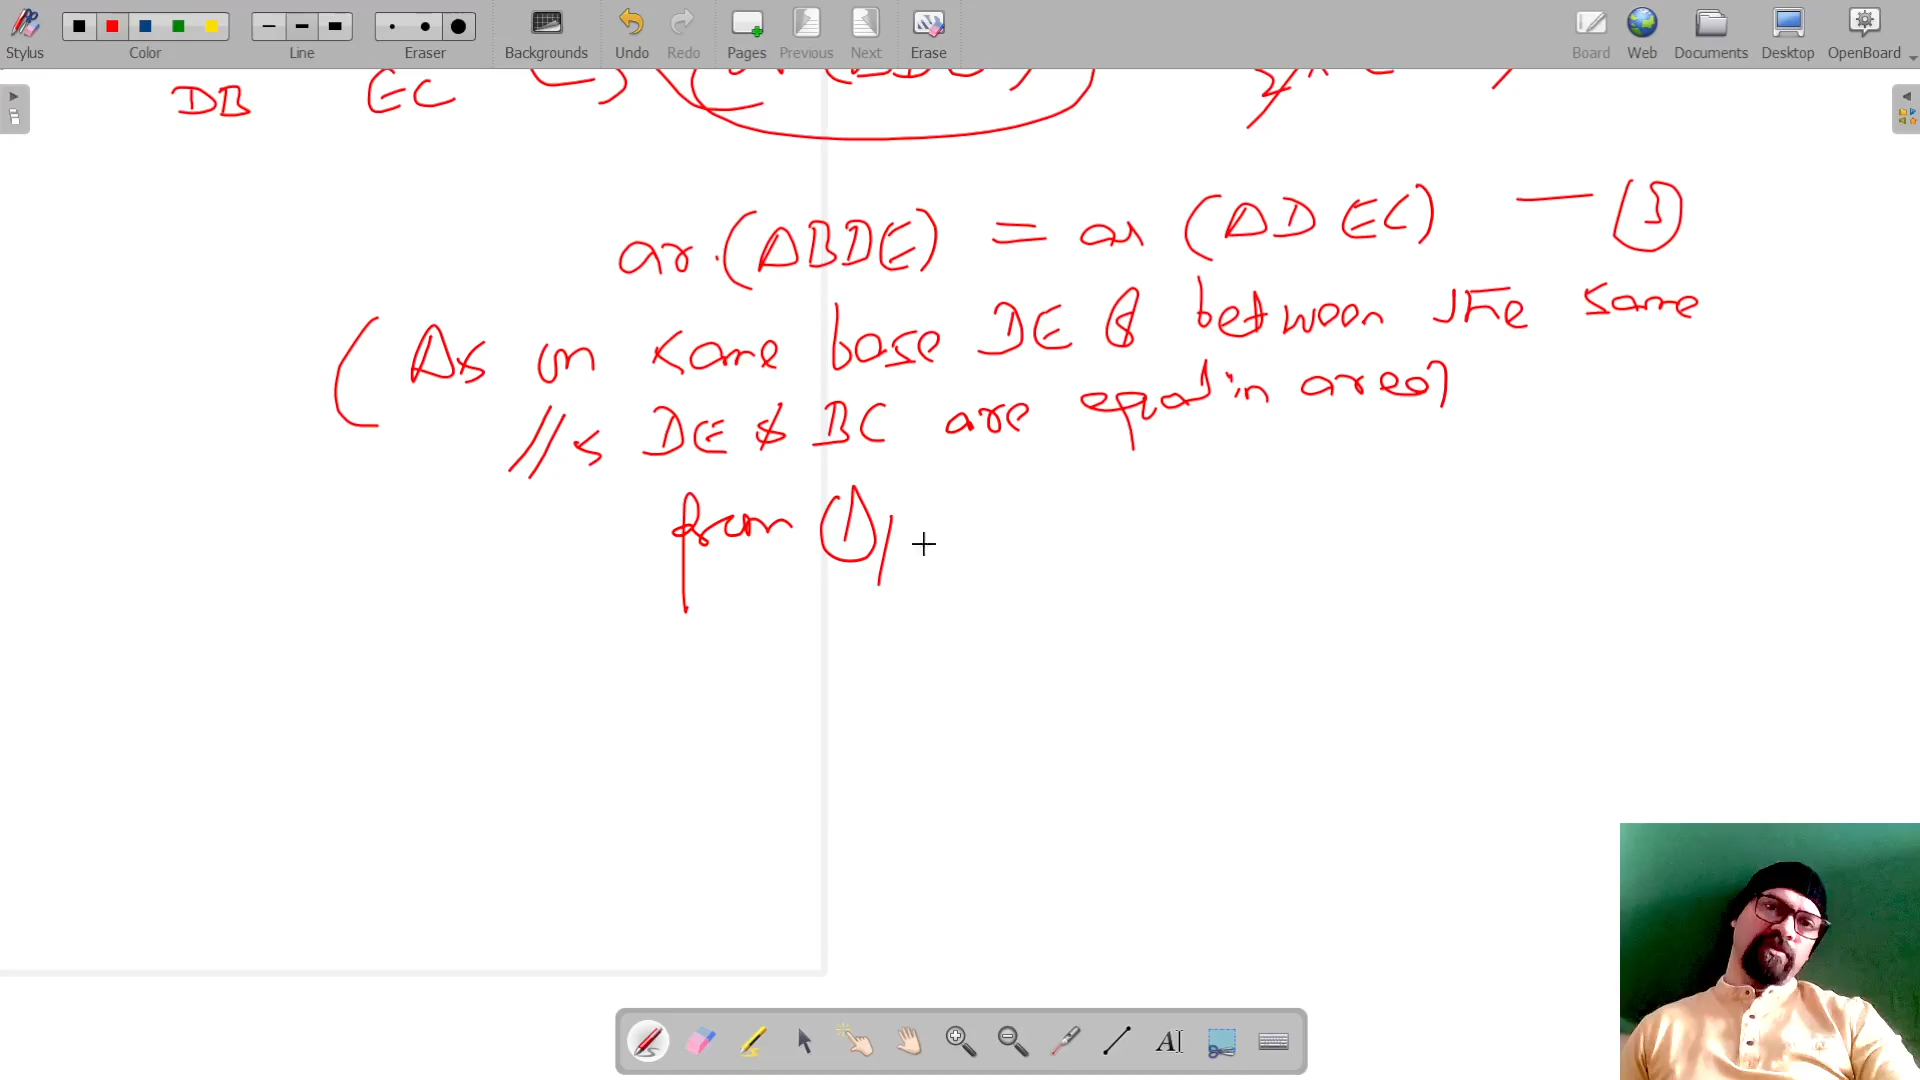 Stylus Color Line Eraser Backgrounds Undo Redo Pages Previous Next Erase Board Web Documents Desktop OpenBoard
DB EC
ar.(ΔBDE) = ar (ΔDEC) — ③
(Δs on same base DE & between the same
//s DE & BC are equal in area)
from ①,